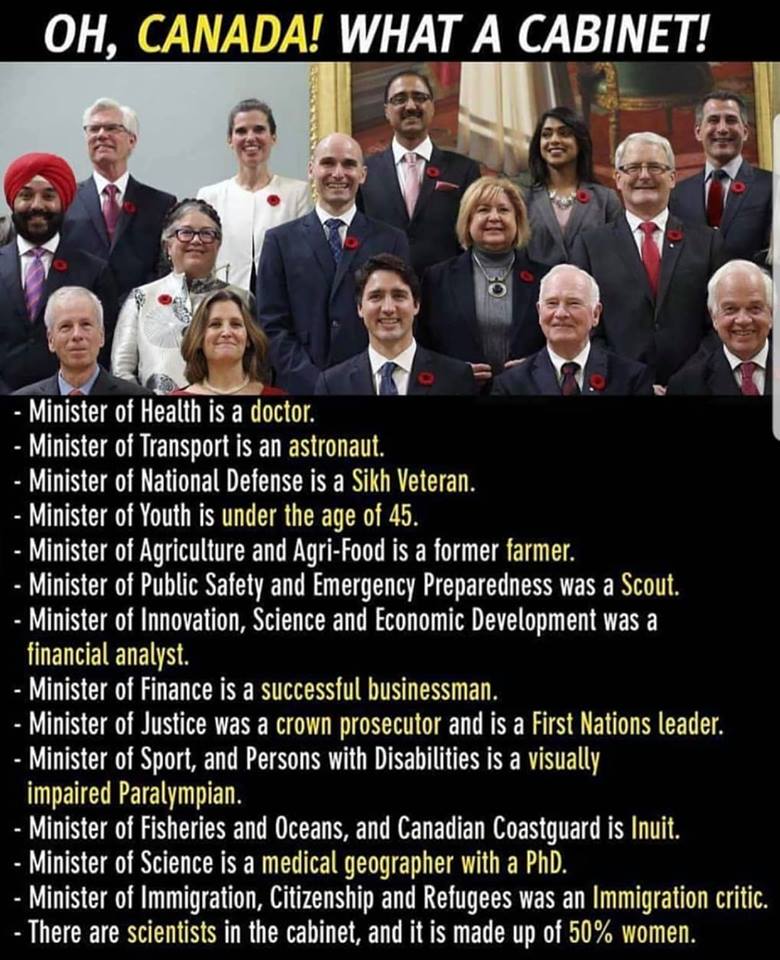 OH, CANADA! WHAT A CABINET!
- Minister of Health is a doctor.
- Minister of Transport is an astronaut.
- Minister of National Defense is a Sikh Veteran.
- Minister of Youth is under the age of 45.
- Minister of Agriculture and Agri-Food is a former farmer.
- Minister of Public Safety and Emergency Preparedness was a Scout.
- Minister of Innovation, Science and Economic Development was a
financial analyst.
- Minister of Finance is a successful businessman.
- Minister of Justice was a crown prosecutor and is a First Nations leader.
- Minister of Sport, and Persons with Disabilities is a visually
impaired Paralympian.
- Minister of Fisheries and Oceans, and Canadian Coastguard is Inuit.
- Minister of Science is a medical geographer with a PhD.
- Minister of Immigration, Citizenship and Refugees was an Immigration critic.
- There are scientists in the cabinet, and it is made up of 50% women.